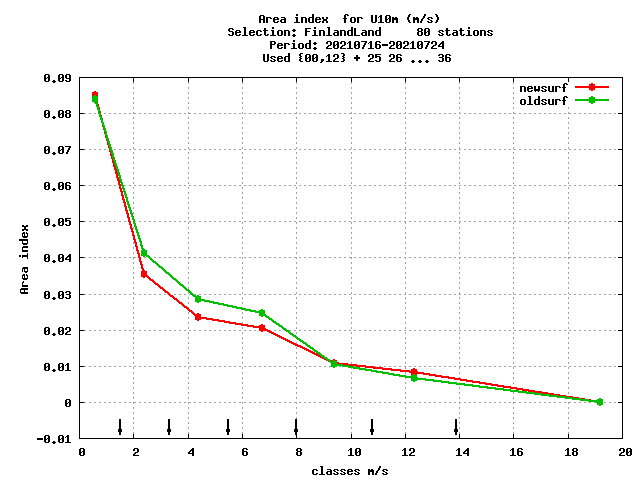 Area index  for U10m (m/s)
Selection: FinlandLand     80 stations
Period: 20210716-20210724
Used {00,12} + 25 26 ... 36
newsurf
oldsurf
0.09
0.08
0.07
0.06
0.05
0.04
0.03
0.02
0.01
0
-0.01
Area index
0 2 4 6 8 10 12 14 16 18 20
classes m/s